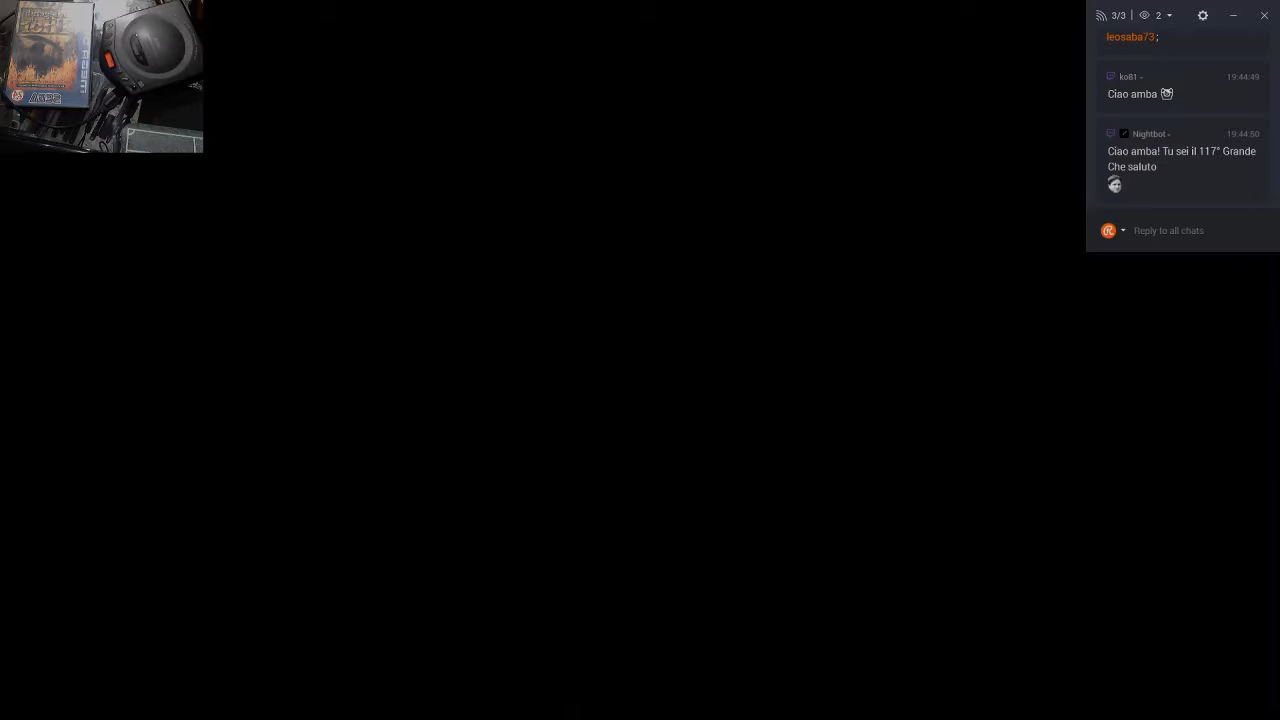 3/3
2
leosaba73;
ko81
19:44:49
Ciao amba
Nightbot
19:44:50
Ciao amba! Tu sei il 117° Grande
Che saluto
Reply to all chats